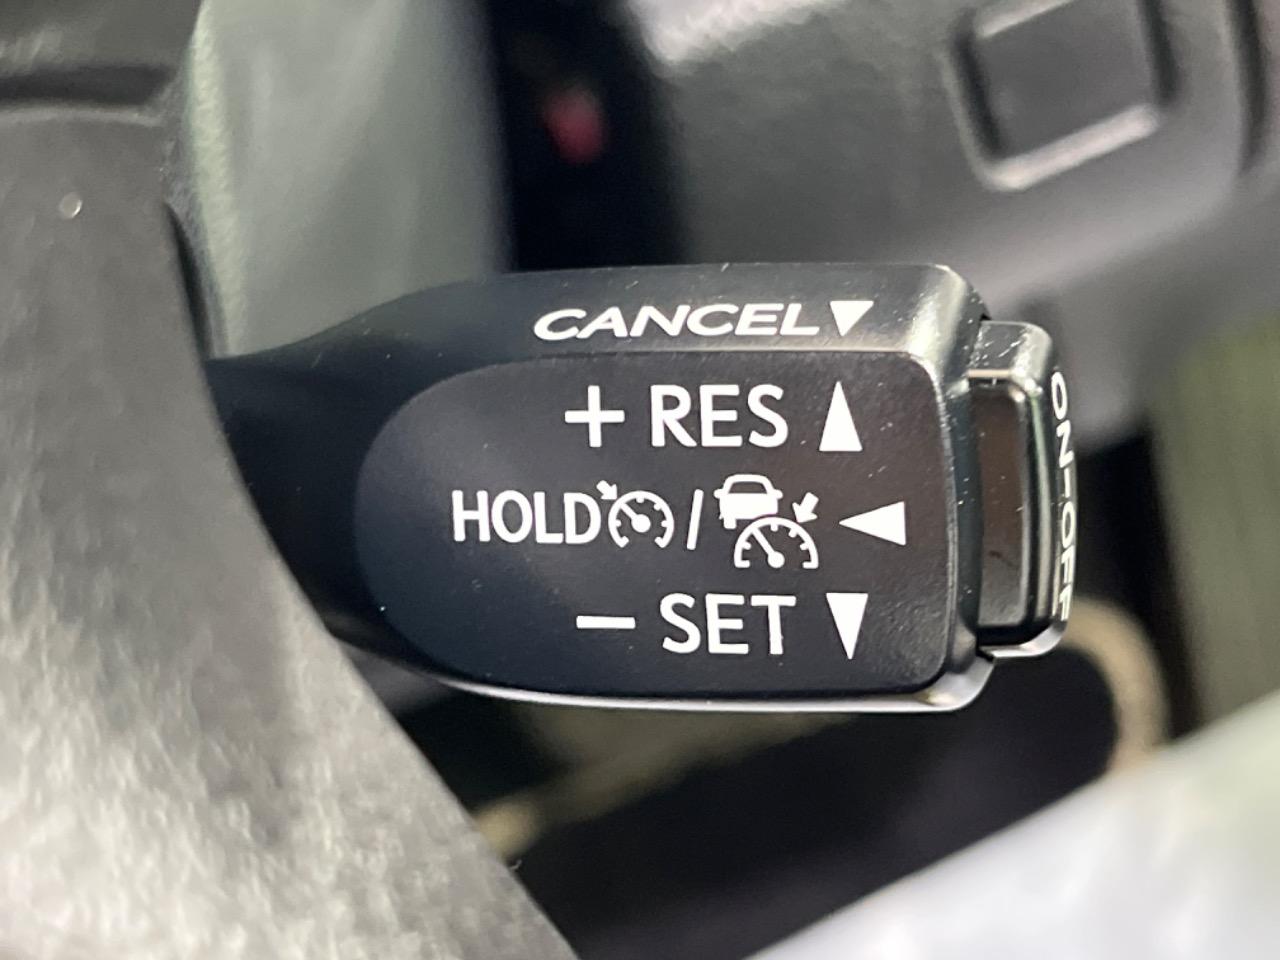 CANCEL▼
+ RES ▲
HOLD / ◀
− SET ▼
ON-OFF